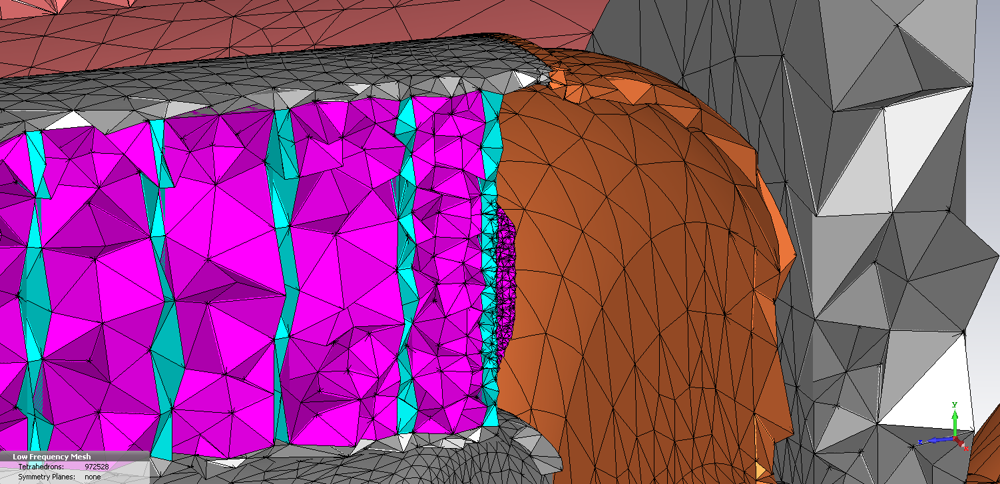 Y
Z
X
Low Frequency Mesh
Tetrahedrons: 972528
Symmetry Planes: none